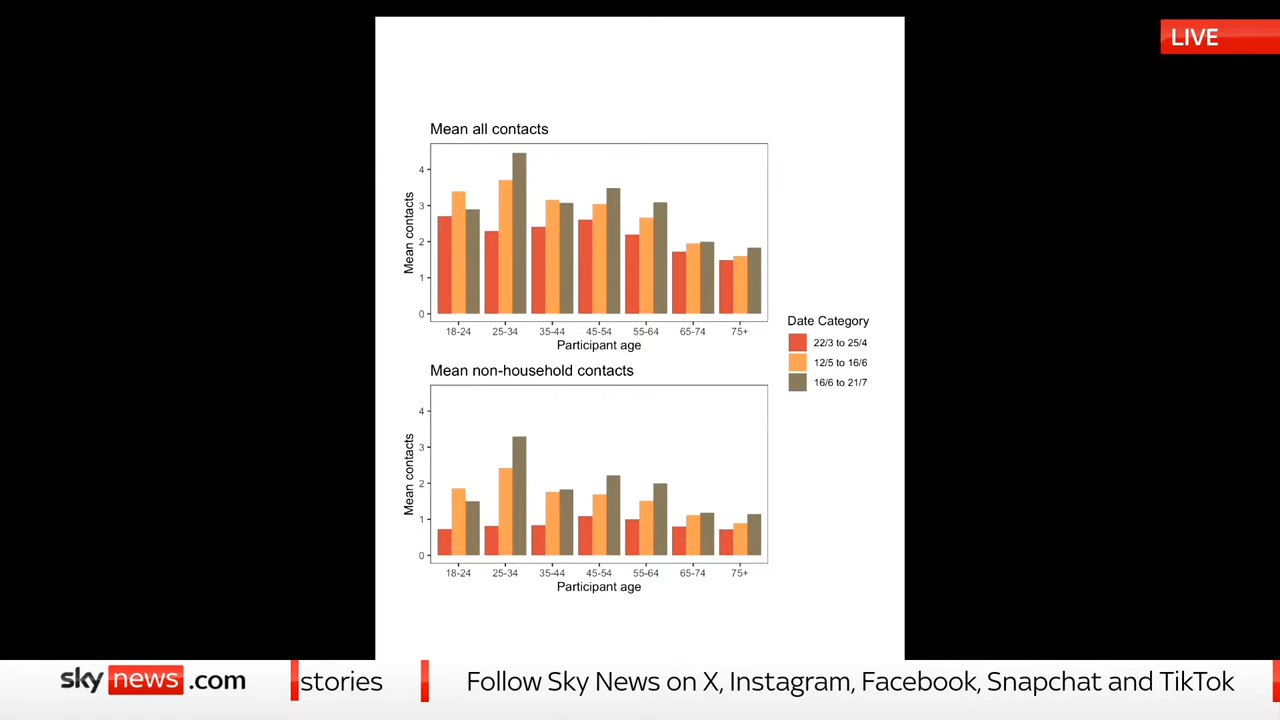 LIVE
Mean all contacts
Mean contacts
4
3
2
1
0
18-24 25-34 35-44 45-54 55-64 65-74 75+
Participant age
Date Category
22/3 to 25/4
12/5 to 16/6
16/6 to 21/7
Mean non-household contacts
Mean contacts
4
3
2
1
0
18-24 25-34 35-44 45-54 55-64 65-74 75+
Participant age
sky news .com
stories
Follow Sky News on X, Instagram, Facebook, Snapchat and TikTok